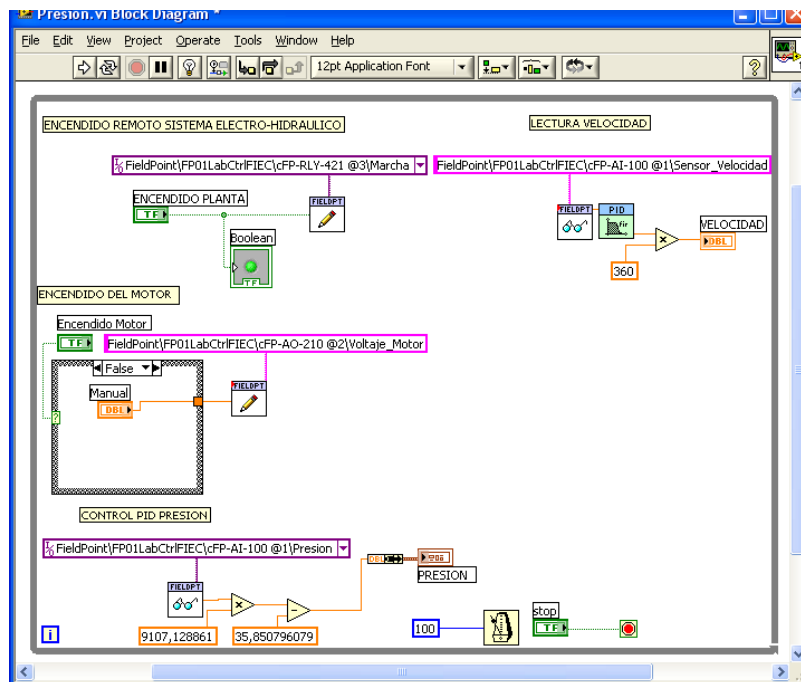 Presion.vi Block Diagram *
File Edit View Project Operate Tools Window Help
12pt Application Font
?
ENCENDIDO REMOTO SISTEMA ELECTRO-HIDRAULICO
LECTURA VELOCIDAD
FieldPoint\FP01LabCtrlFIEC\cFP-RLY-421 @3\Marcha
FieldPoint\FP01LabCtrlFIEC\cFP-AI-100 @1\Sensor_Velocidad
ENCENDIDO PLANTA
TF
FIELDPT
FIELDPT
PID
fir
VELOCIDAD
DBL
Boolean
TF
360
ENCENDIDO DEL MOTOR
Encendido Motor
TF
FieldPoint\FP01LabCtrlFIEC\cFP-AO-210 @2\Voltaje_Motor
False
Manual
DBL
FIELDPT
?
CONTROL PID PRESION
FieldPoint\FP01LabCtrlFIEC\cFP-AI-100 @1\Presion
FIELDPT
DBL
PRESION
9107,128861
35,850796079
100
stop
TF
i